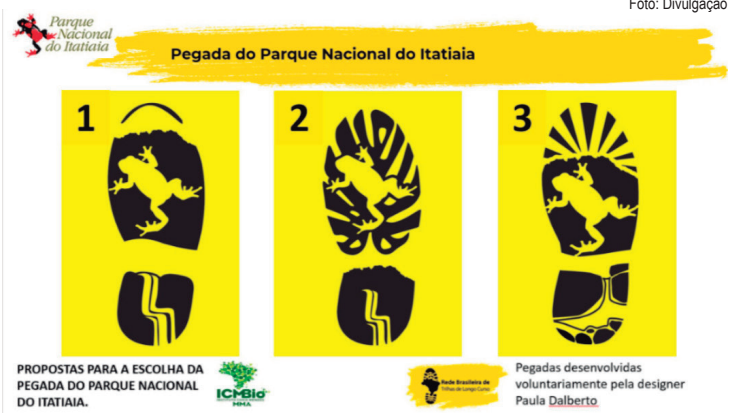 Foto: Divulgação
Parque
Nacional
do Itatiaia
Pegada do Parque Nacional do Itatiaia
1
2
3
PROPOSTAS PARA A ESCOLHA DA
PEGADA DO PARQUE NACIONAL
DO ITATIAIA.
ICMBio
MMA
Rede Brasileira de
Trilhas de Longo Curso
Pegadas desenvolvidas
voluntariamente pela designer
Paula Dalberto